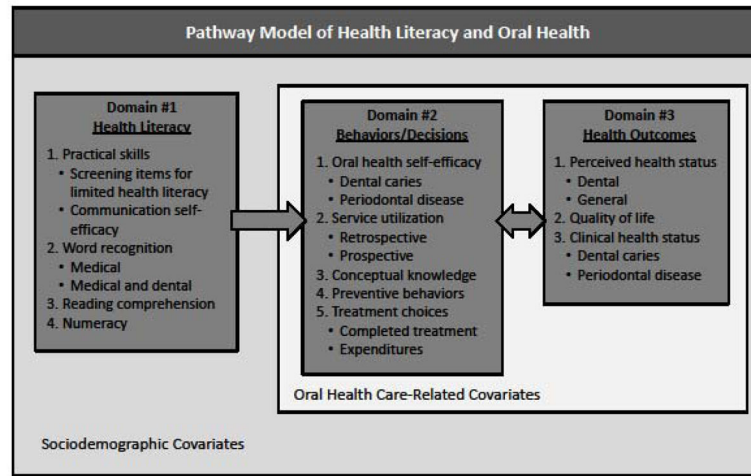 Pathway Model of Health Literacy and Oral Health
Domain #1
Health Literacy
1. Practical skills
• Screening items for
limited health literacy
• Communication self-
efficacy
2. Word recognition
• Medical
• Medical and dental
3. Reading comprehension
4. Numeracy
Domain #2
Behaviors/Decisions
1. Oral health self-efficacy
• Dental caries
• Periodontal disease
2. Service utilization
• Retrospective
• Prospective
3. Conceptual knowledge
4. Preventive behaviors
5. Treatment choices
• Completed treatment
• Expenditures
Domain #3
Health Outcomes
1. Perceived health status
• Dental
• General
2. Quality of life
3. Clinical health status
• Dental caries
• Periodontal disease
Oral Health Care-Related Covariates
Sociodemographic Covariates